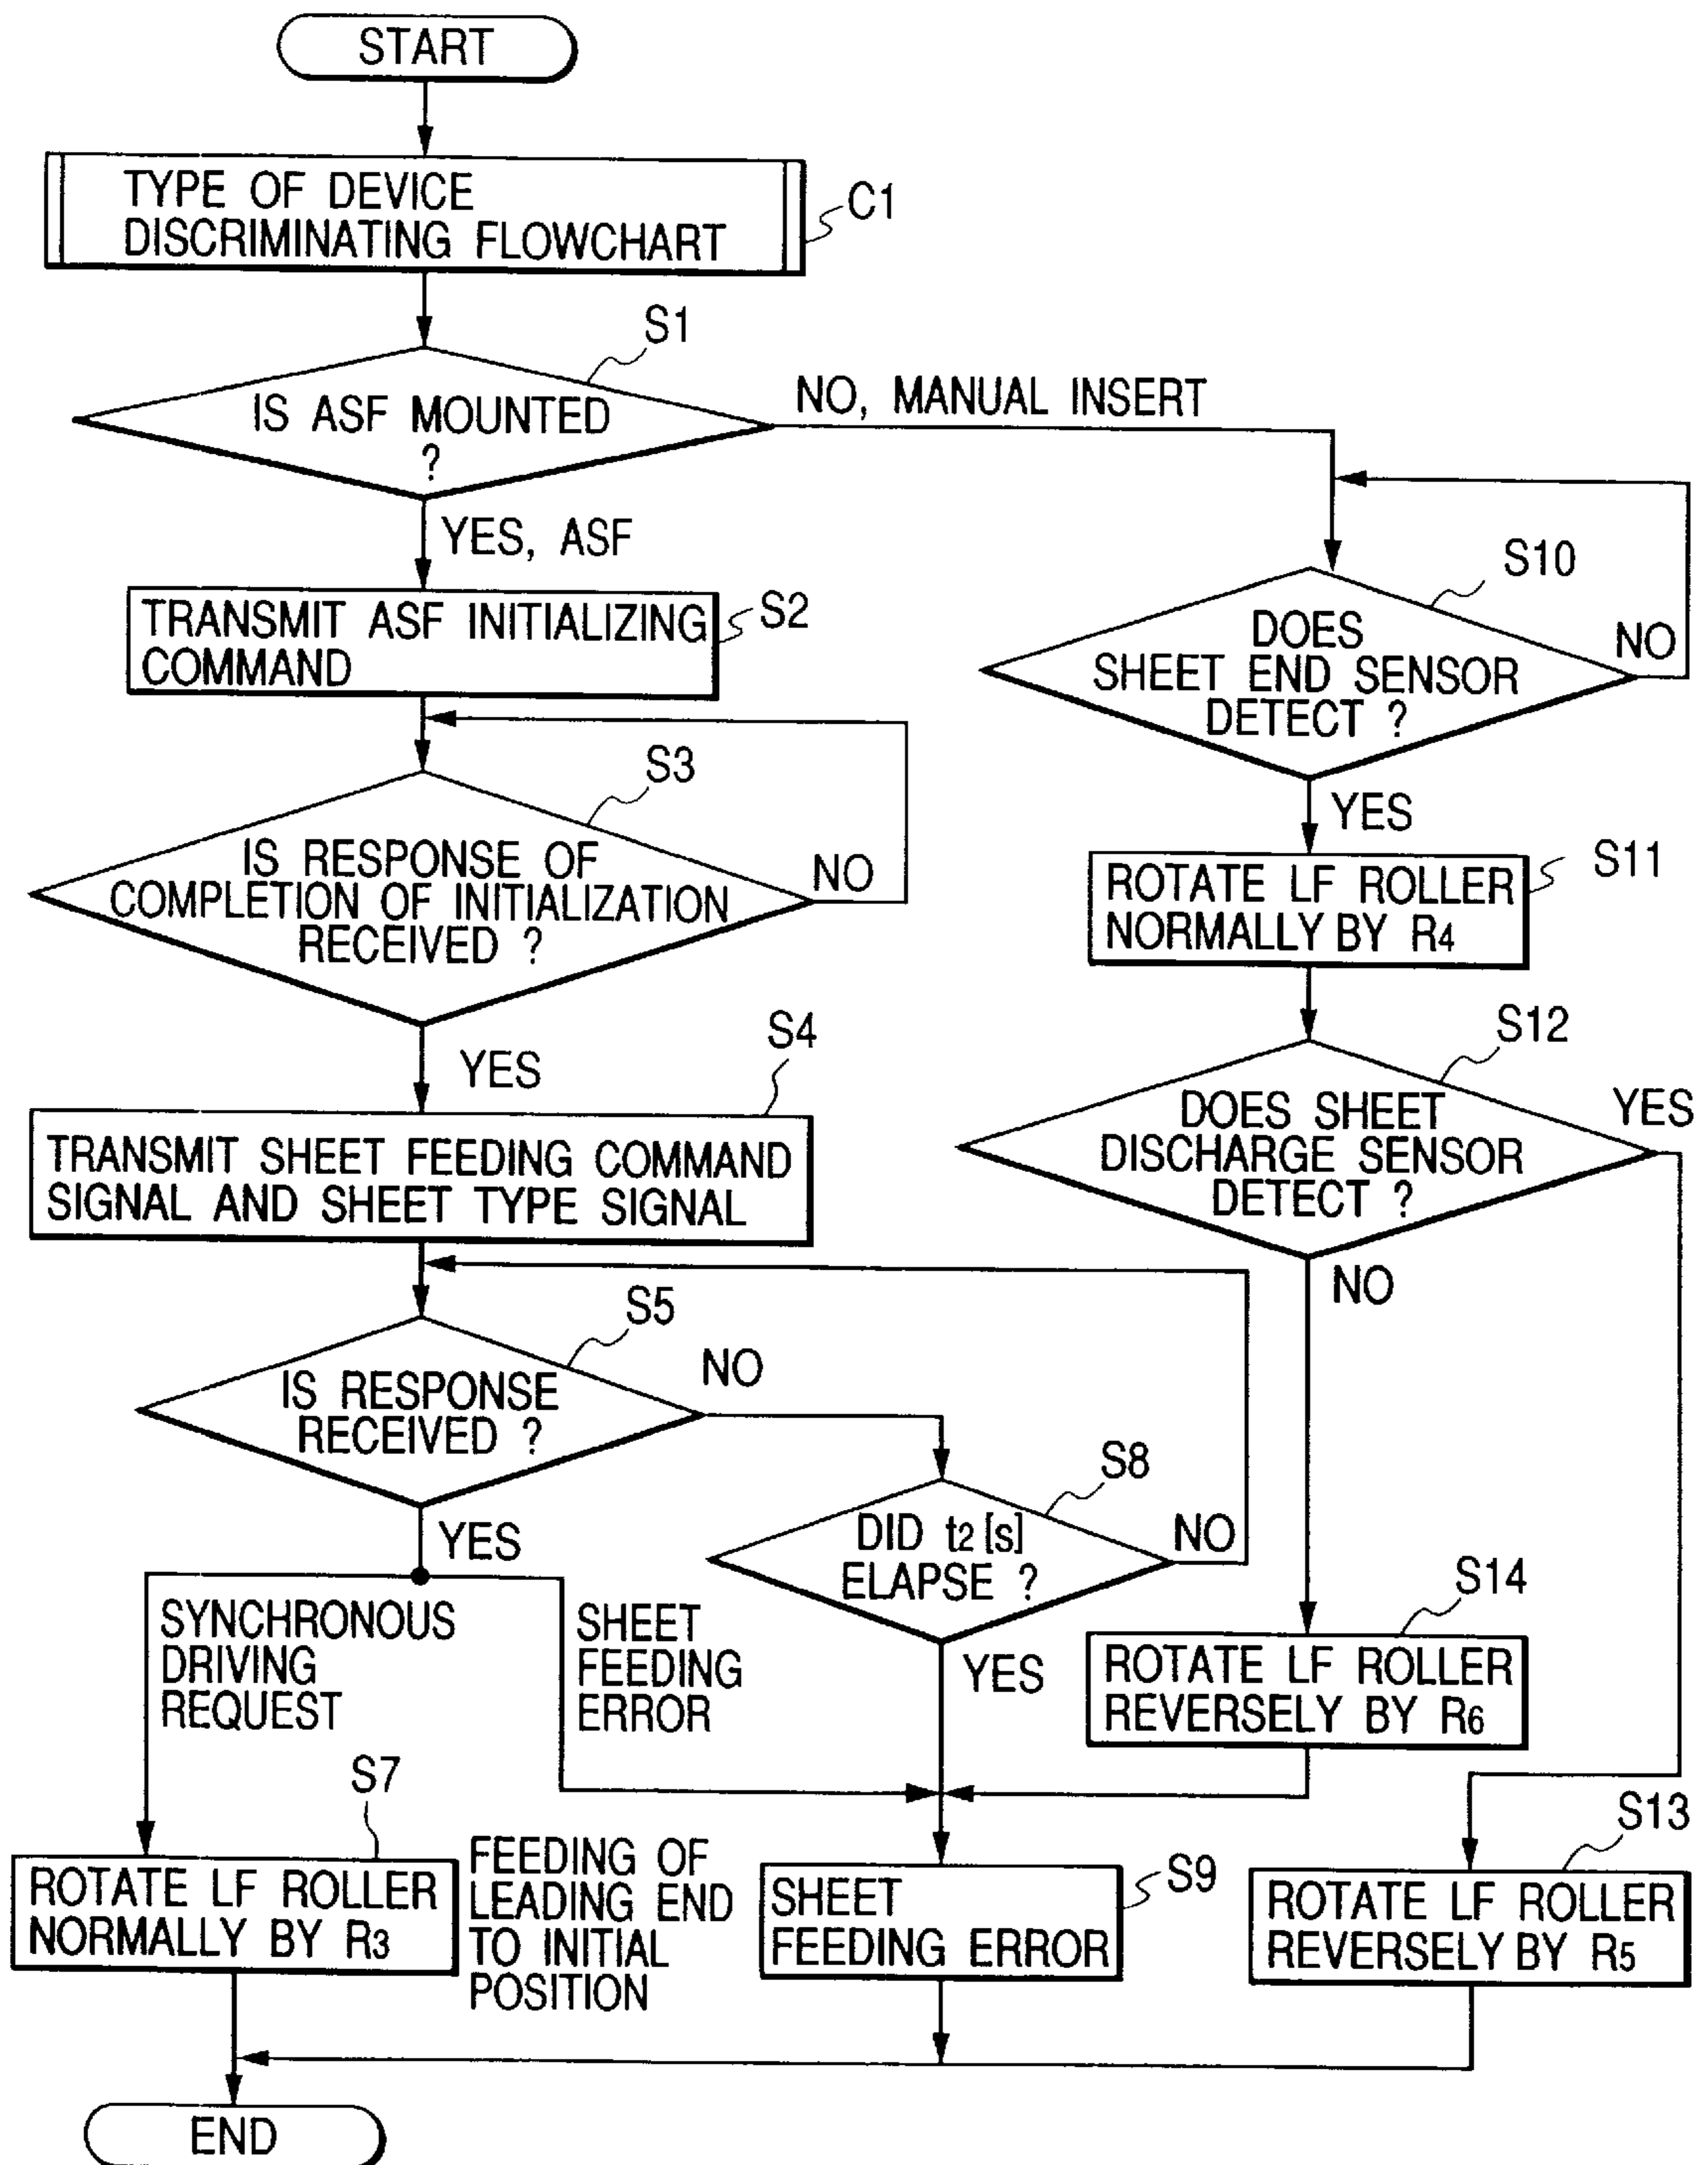 START
TYPE OF DEVICE
DISCRIMINATING FLOWCHART
C1
S1
IS ASF MOUNTED
?
NO, MANUAL INSERT
YES, ASF
TRANSMIT ASF INITIALIZING
COMMAND
S2
S3
IS RESPONSE OF
COMPLETION OF INITIALIZATION
RECEIVED ?
NO
YES
S4
TRANSMIT SHEET FEEDING COMMAND
SIGNAL AND SHEET TYPE SIGNAL
S5
IS RESPONSE
RECEIVED ?
NO
YES
S8
DID t2 [s]
ELAPSE ?
NO
YES
SYNCHRONOUS
DRIVING
REQUEST
SHEET
FEEDING
ERROR
S7
ROTATE LF ROLLER
NORMALLY BY R3
FEEDING OF
LEADING END
TO INITIAL
POSITION
SHEET
FEEDING ERROR
S9
S10
DOES
SHEET END SENSOR
DETECT ?
NO
YES
ROTATE LF ROLLER
NORMALLY BY R4
S11
S12
DOES SHEET
DISCHARGE SENSOR
DETECT ?
YES
NO
S14
ROTATE LF ROLLER
REVERSELY BY R6
S13
ROTATE LF ROLLER
REVERSELY BY R5
END